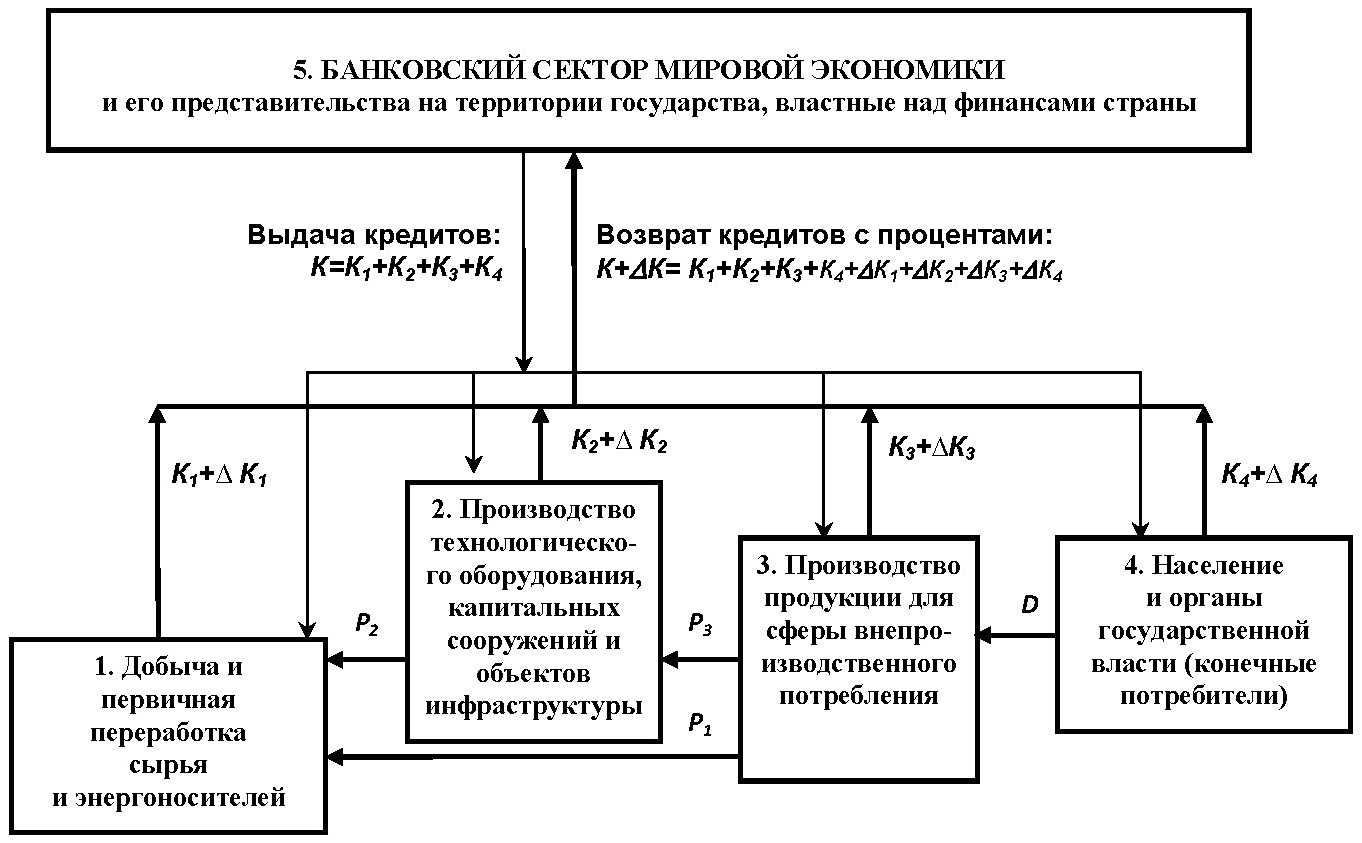 5. БАНКОВСКИЙ СЕКТОР МИРОВОЙ ЭКОНОМИКИ
и его представительства на территории государства, властные над финансами страны
Выдача кредитов:
K=K₁+K₂+K₃+K₄
Возврат кредитов с процентами:
K+ΔK= K₁+K₂+K₃+K₄+ΔK₁+ΔK₂+ΔK₃+ΔK₄
K₁+Δ K₁
K₂+Δ K₂
K₃+ΔK₃
K₄+Δ K₄
1. Добыча и
первичная
переработка
сырья
и энергоносителей
P₂
2. Производство
технологическо-
го оборудования,
капитальных
сооружений и
объектов
инфраструктуры
P₃
P₁
3. Производство
продукции для
сферы внепро-
изводственного
потребления
D
4. Население
и органы
государственной
власти (конечные
потребители)